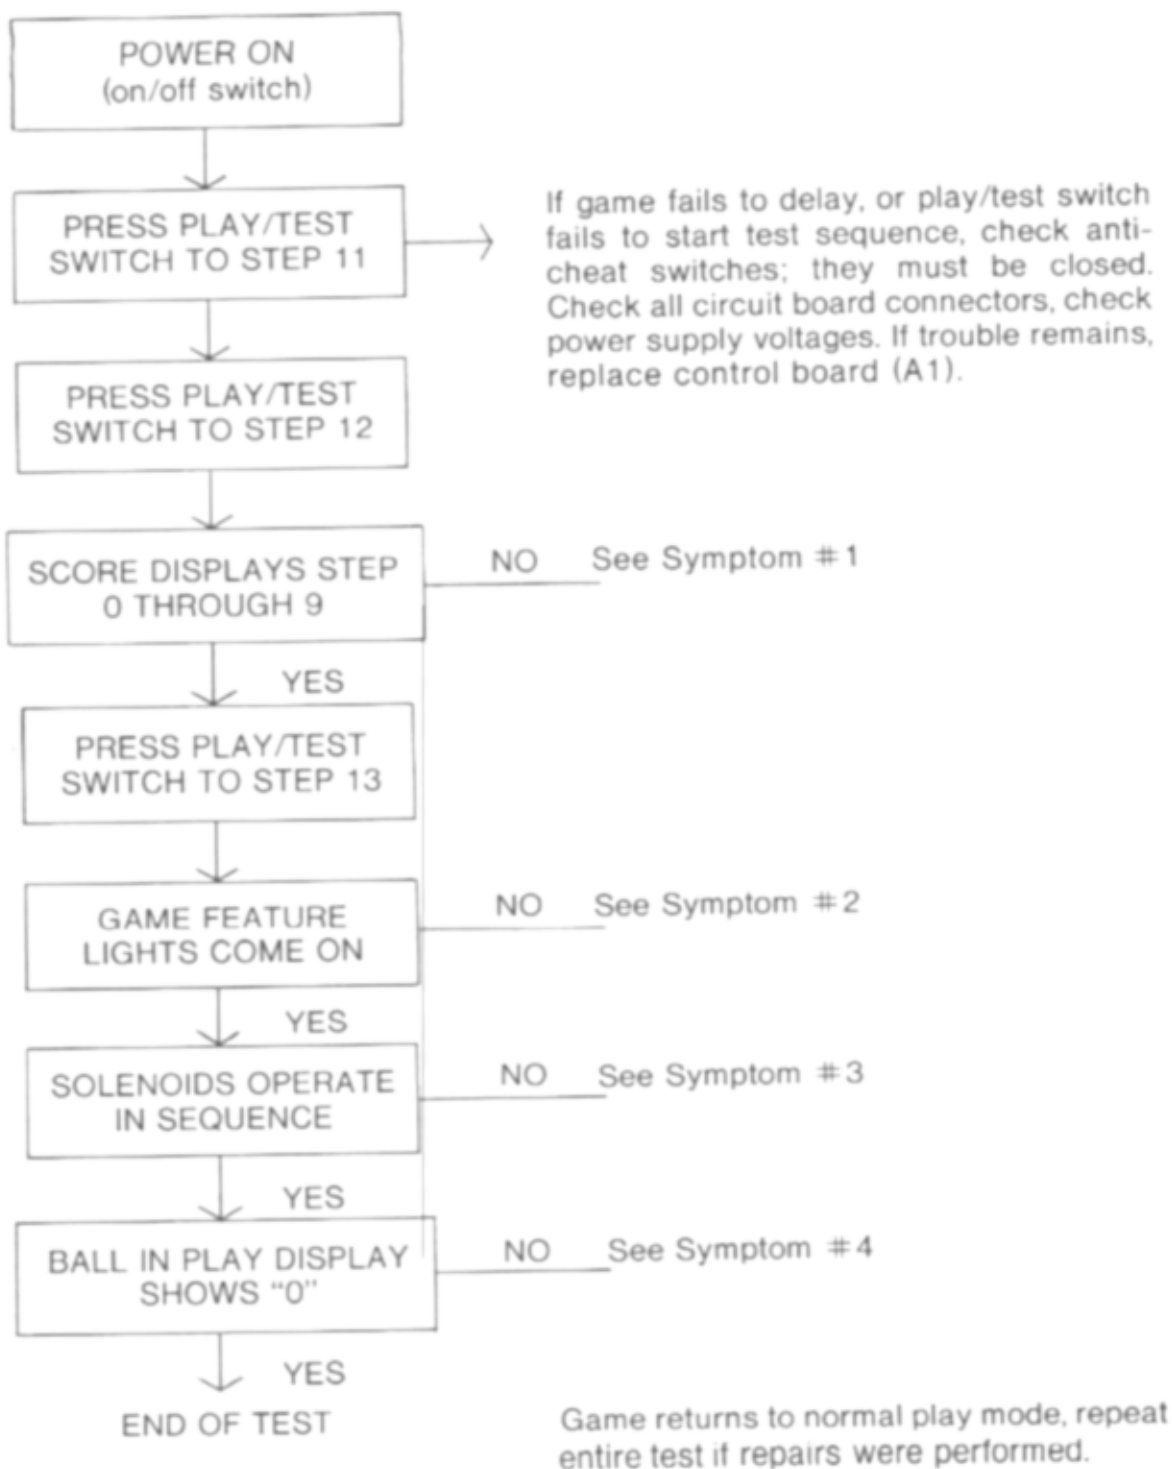 POWER ON
(on/off switch)
PRESS PLAY/TEST
SWITCH TO STEP 11
If game fails to delay, or play/test switch
fails to start test sequence, check anti-
cheat switches; they must be closed.
Check all circuit board connectors, check
power supply voltages. If trouble remains,
replace control board (A1).
PRESS PLAY/TEST
SWITCH TO STEP 12
SCORE DISPLAYS STEP
0 THROUGH 9
NO See Symptom #1
YES
PRESS PLAY/TEST
SWITCH TO STEP 13
GAME FEATURE
LIGHTS COME ON
NO See Symptom #2
YES
SOLENOIDS OPERATE
IN SEQUENCE
NO See Symptom #3
YES
BALL IN PLAY DISPLAY
SHOWS “0”
NO See Symptom #4
YES
END OF TEST
Game returns to normal play mode, repeat
entire test if repairs were performed.